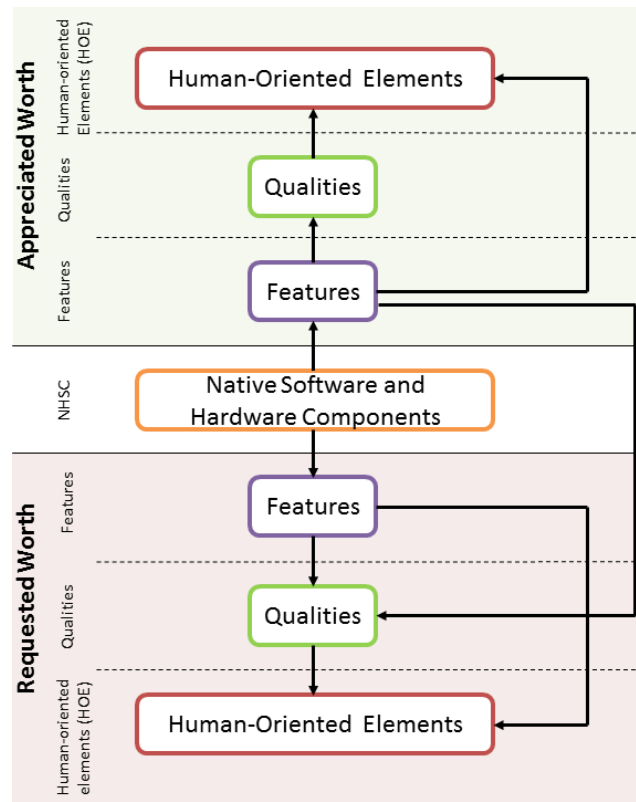 Appreciated Worth
Human-oriented
Elements (HOE)
Human-Oriented Elements
Qualities
Qualities
Features
Features
NHSC
Native Software and
Hardware Components
Requested Worth
Features
Features
Qualities
Qualities
Human-oriented
elements (HOE)
Human-Oriented Elements